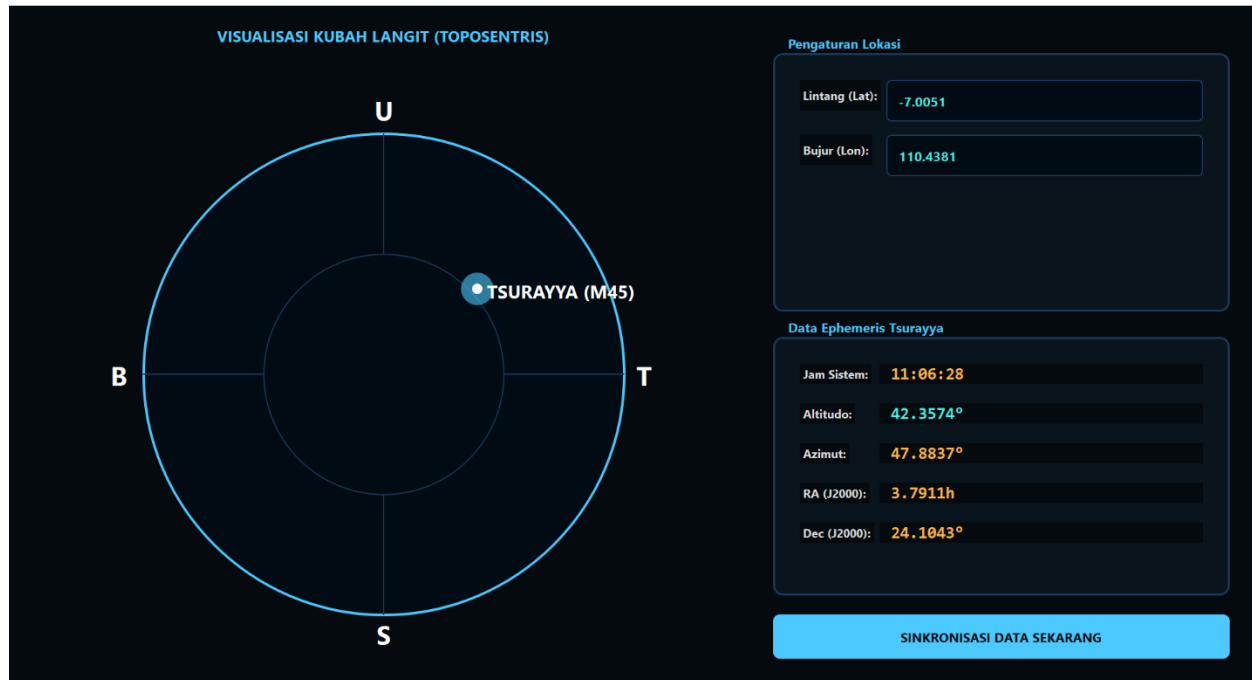 VISUALISASI KUBAH LANGIT (TOPOSENTRIS)
U
TSURAYYA (M45)
B
T
S
Pengaturan Lokasi
Lintang (Lat): -7.0051
Bujur (Lon): 110.4381
Data Ephemeris Tsurayya
Jam Sistem: 11:06:28
Altitudo: 42.3574°
Azimut: 47.8837°
RA (J2000): 3.7911h
Dec (J2000): 24.1043°
SINKRONISASI DATA SEKARANG